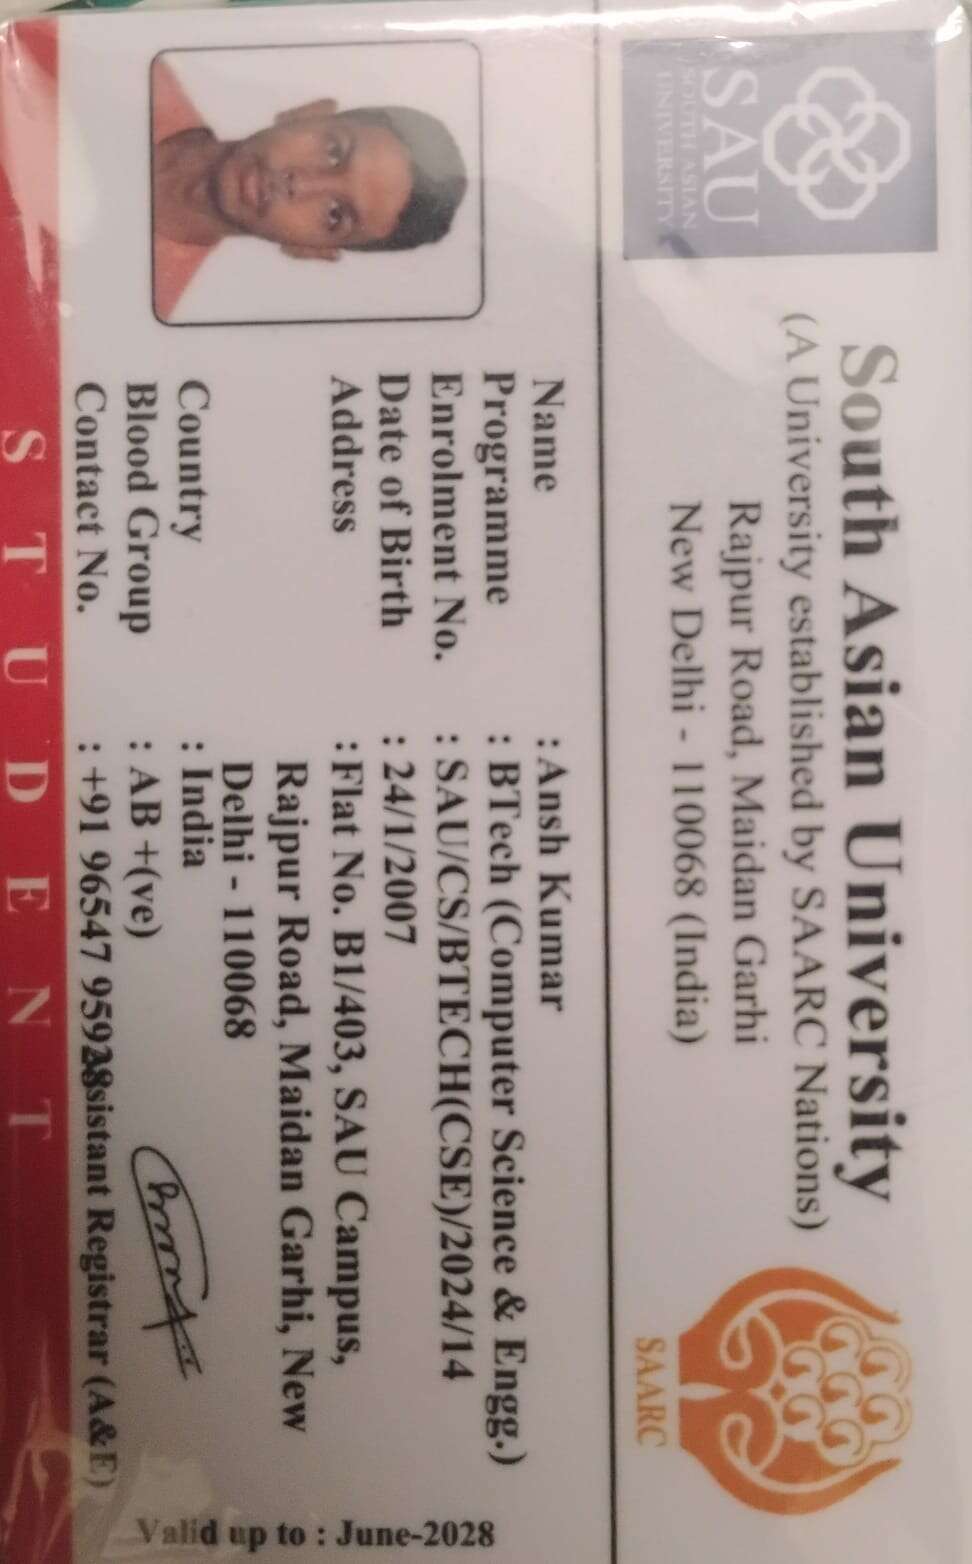 SAU
SOUTH ASIAN
UNIVERSITY
South Asian University
(A University established by SAARC Nations)
Rajpur Road, Maidan Garhi
New Delhi - 110068 (India)
SAARC
Name : Ansh Kumar
Programme : BTech (Computer Science & Engg.)
Enrolment No. : SAU/CS/BTECH(CSE)/2024/14
Date of Birth : 24/1/2007
Address : Flat No. B1/403, SAU Campus,
Rajpur Road, Maidan Garhi, New
Delhi - 110068
Country : India
Blood Group : AB +(ve)
Contact No. : +91 96547 95928
Assistant Registrar (A&E)
Valid up to : June-2028
STUDENT